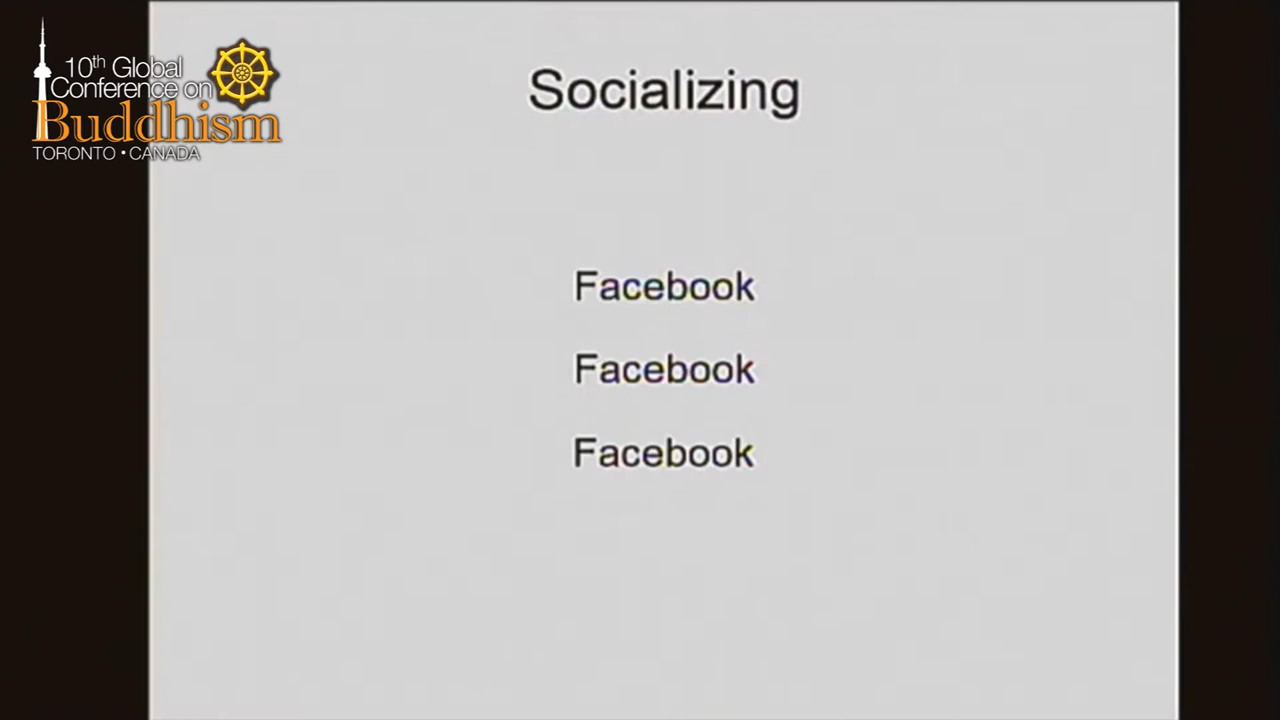 10th Global
Conference on
Buddhism
TORONTO • CANADA
Socializing
Facebook
Facebook
Facebook